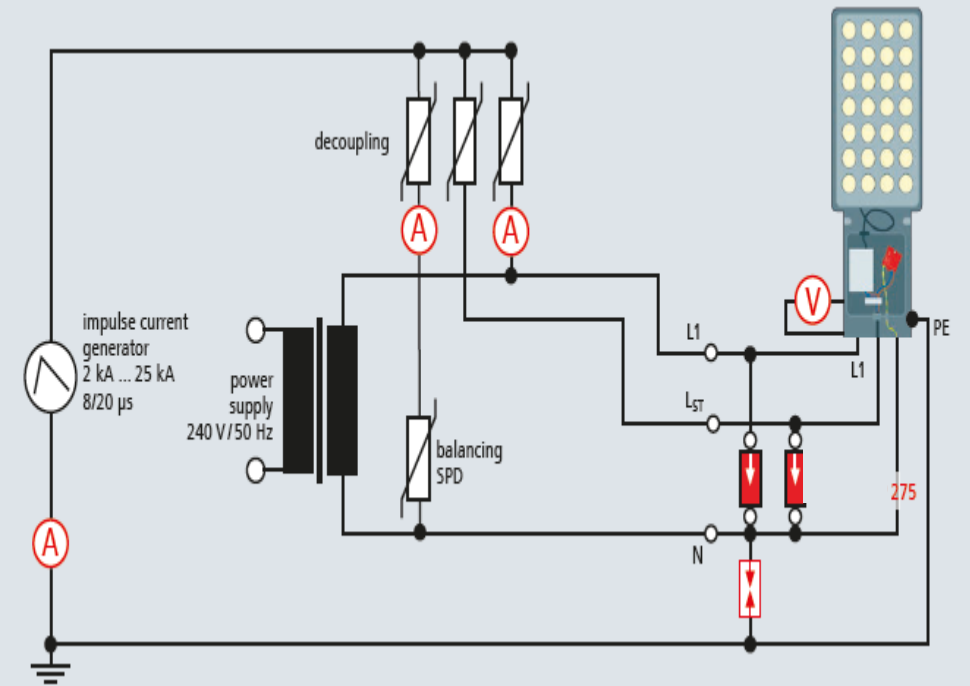 decoupling
A
A
impulse current
generator
2 kA ... 25 kA
8/20 µs
power
supply
240 V/50 Hz
balancing
SPD
A
V
PE
L1
L1
LST
275
N